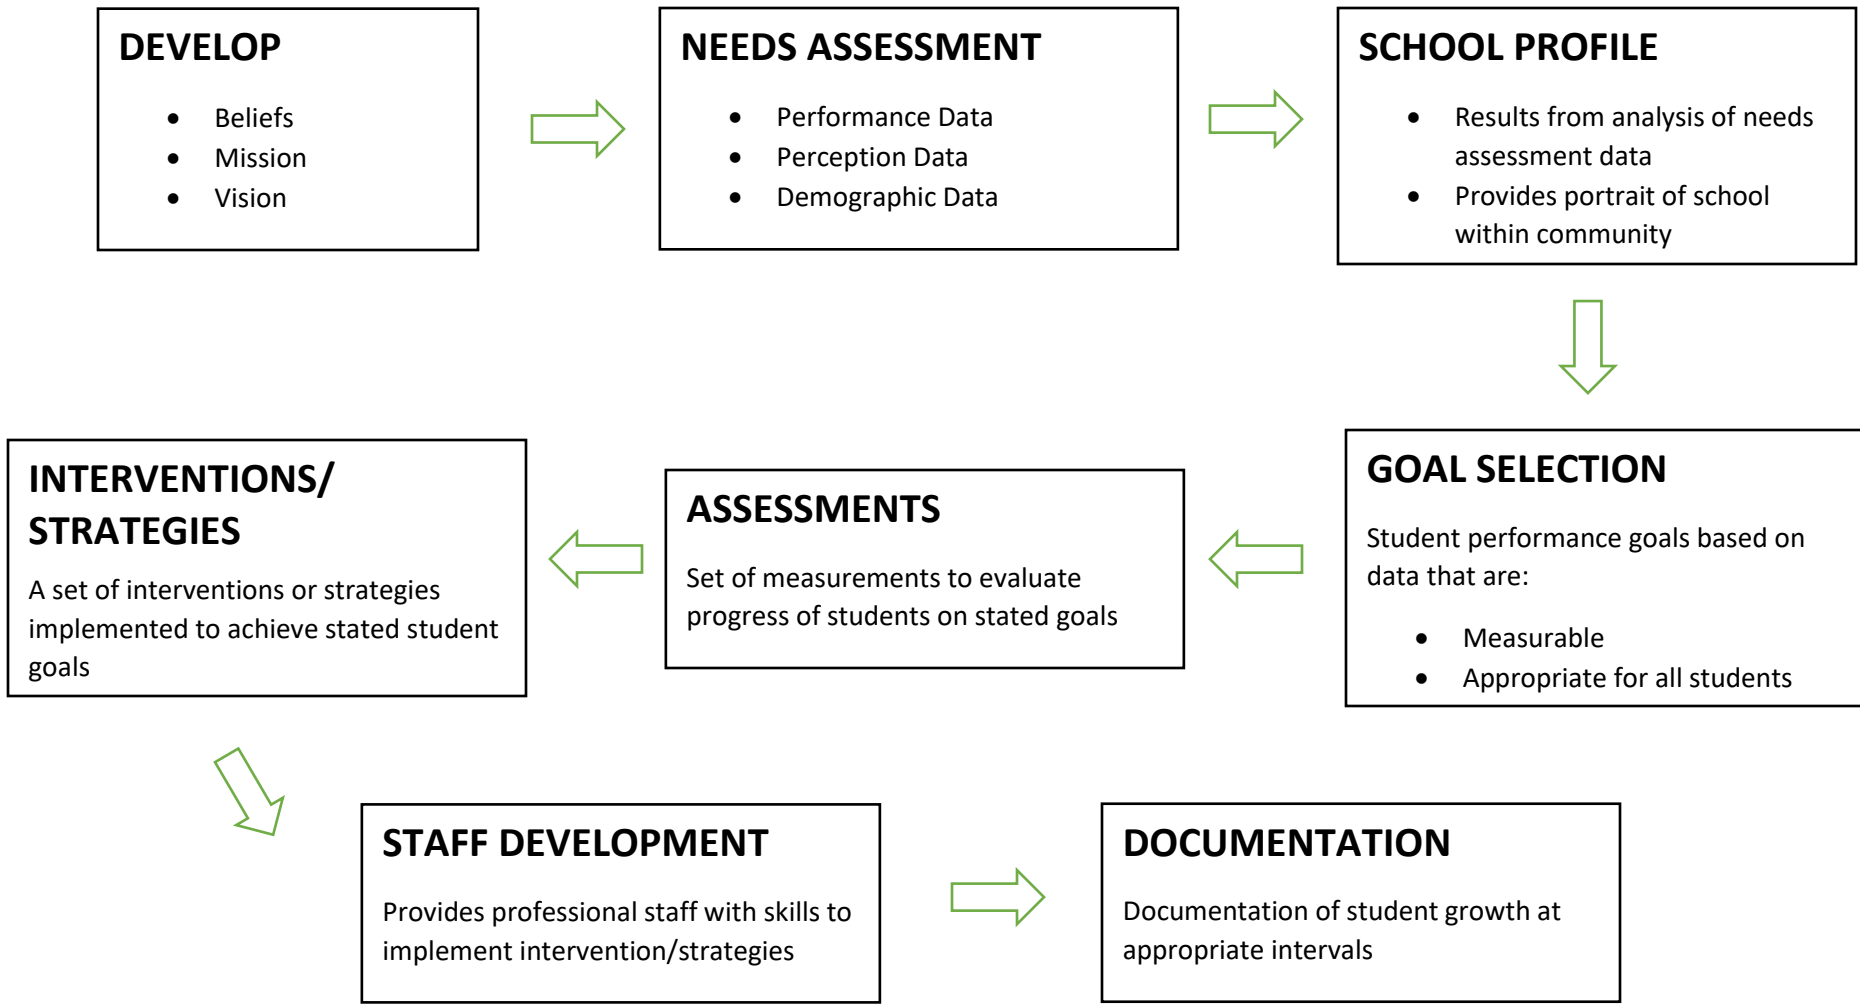 DEVELOP
• Beliefs
• Mission
• Vision
NEEDS ASSESSMENT
• Performance Data
• Perception Data
• Demographic Data
SCHOOL PROFILE
• Results from analysis of needs
assessment data
• Provides portrait of school
within community
GOAL SELECTION
Student performance goals based on
data that are:
• Measurable
• Appropriate for all students
ASSESSMENTS
Set of measurements to evaluate
progress of students on stated goals
INTERVENTIONS/
STRATEGIES
A set of interventions or strategies
implemented to achieve stated student
goals
STAFF DEVELOPMENT
Provides professional staff with skills to
implement intervention/strategies
DOCUMENTATION
Documentation of student growth at
appropriate intervals